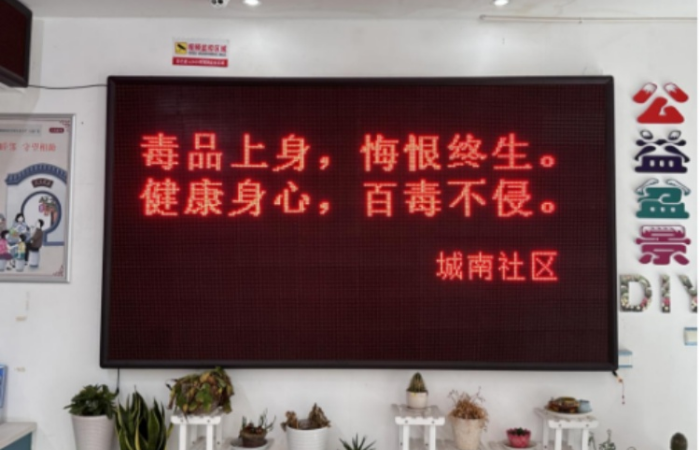 毒品上身，悔恨终生。
健康身心，百毒不侵。
城南社区
公益盆景
DIY